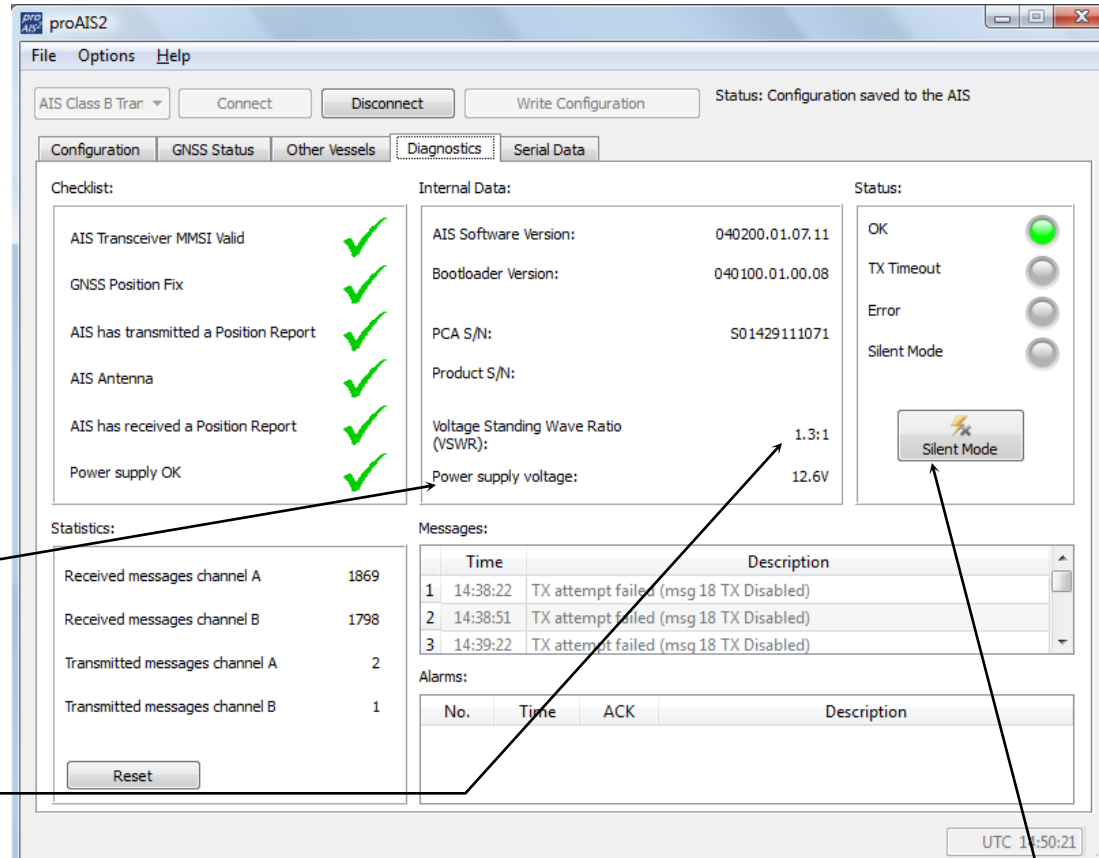 pro AIS2 proAIS2
File Options Help
AIS Class B Tran Connect Disconnect Write Configuration Status: Configuration saved to the AIS
Configuration GNSS Status Other Vessels Diagnostics Serial Data
Checklist:
AIS Transceiver MMSI Valid
GNSS Position Fix
AIS has transmitted a Position Report
AIS Antenna
AIS has received a Position Report
Power supply OK
Internal Data:
AIS Software Version: 040200.01.07.11
Bootloader Version: 040100.01.00.08
PCA S/N: S01429111071
Product S/N:
Voltage Standing Wave Ratio
(VSWR): 1.3:1
Power supply voltage: 12.6V
Status:
OK
TX Timeout
Error
Silent Mode
Silent Mode
Statistics:
Received messages channel A 1869
Received messages channel B 1798
Transmitted messages channel A 2
Transmitted messages channel B 1
Reset
Messages:
Time Description
1 14:38:22 TX attempt failed (msg 18 TX Disabled)
2 14:38:51 TX attempt failed (msg 18 TX Disabled)
3 14:39:22 TX attempt failed (msg 18 TX Disabled)
Alarms:
No. Time ACK Description
UTC 14:50:21